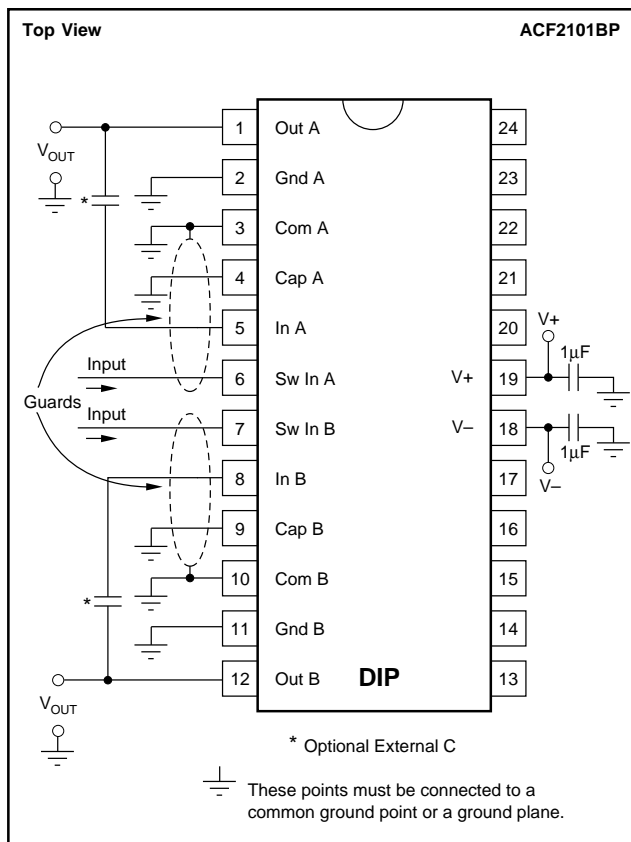 Top View ACF2101BP
1 Out A 24
V_OUT
2 Gnd A 23
*
3 Com A 22
4 Cap A 21
V+
5 In A 20
1µF
Input
6 Sw In A V+ 19
Guards
Input
7 Sw In B V– 18
1µF
8 In B 17
V–
9 Cap B 16
10 Com B 15
*
11 Gnd B 14
12 Out B DIP 13
V_OUT
* Optional External C
These points must be connected to a
common ground point or a ground plane.